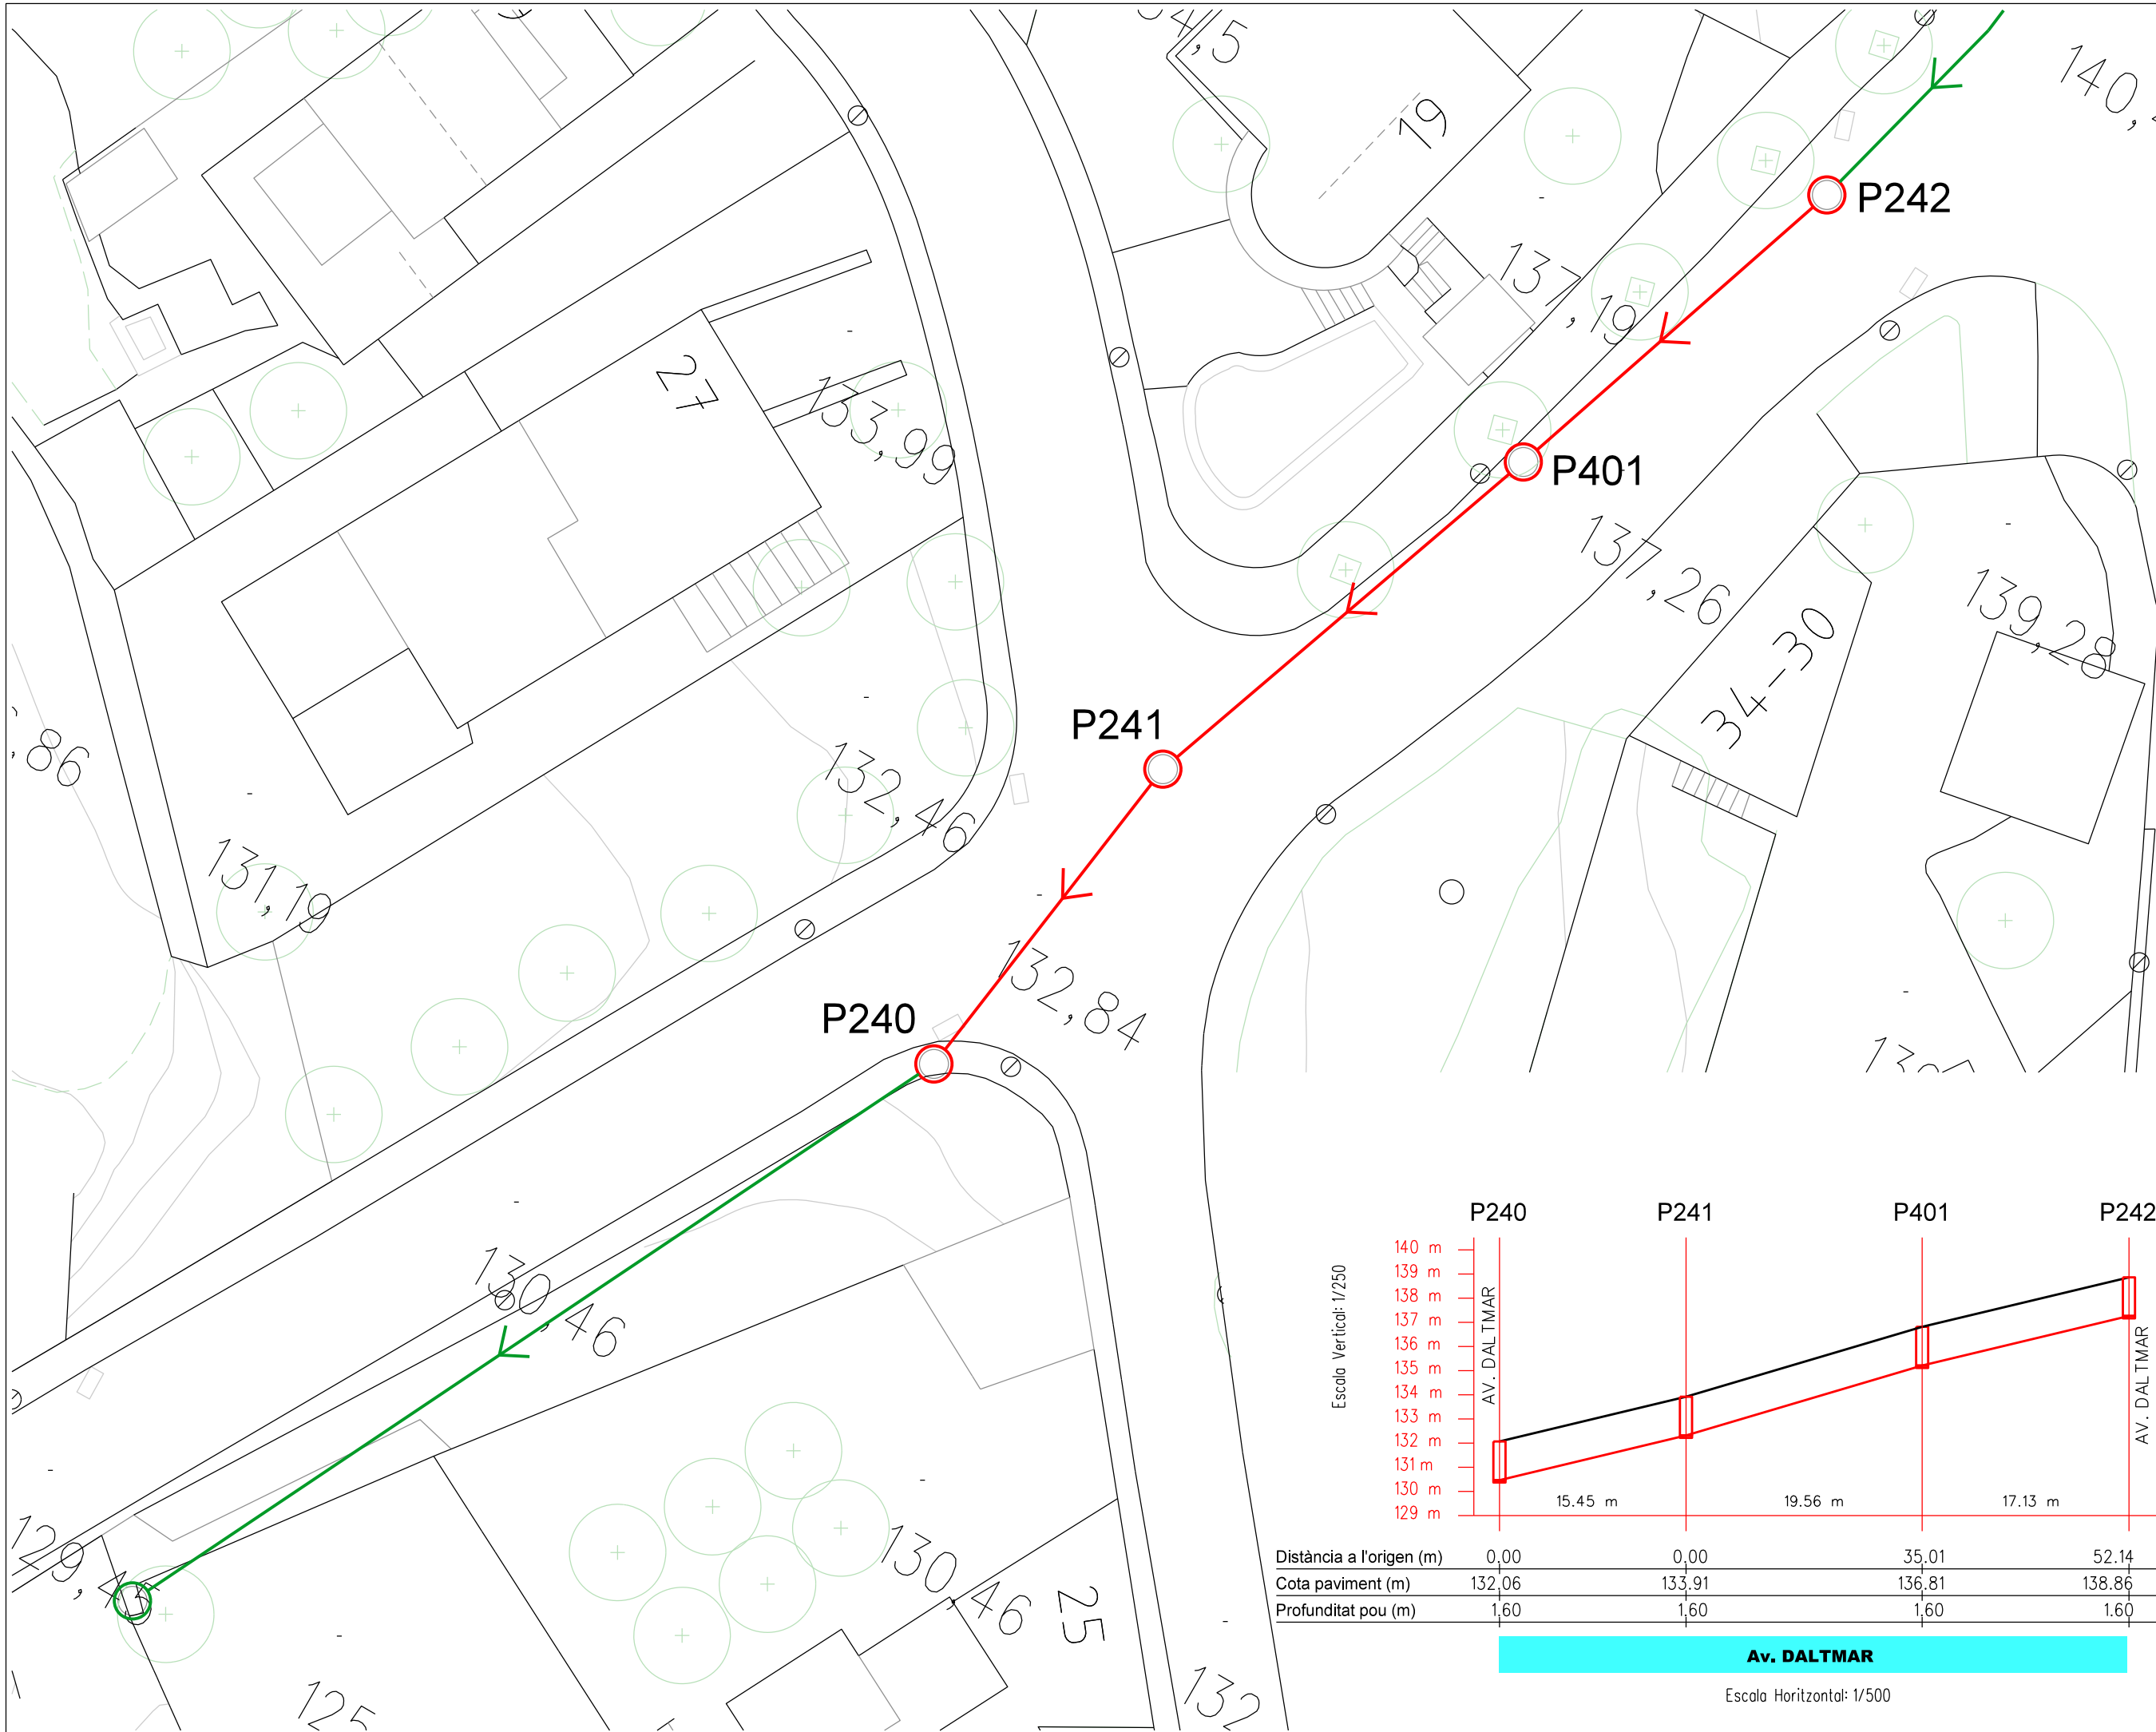 34,5
140,
19
P242
137,19
27
133,99
P401
137,26
139,28
34-30
P241
,86
132,46
131,19
132,84
P240
130,46
129,
130,46
25
125
132
P240 P241 P401 P242
Escala Vertical: 1/250
140 m
139 m
138 m
137 m
136 m
135 m
134 m
133 m
132 m
131 m
130 m
129 m
AV. DALTMAR
AV. DALTMAR
15.45 m 19.56 m 17.13 m
Distància a l'origen (m) 0.00 0.00 35.01 52.14
Cota paviment (m) 132.06 133.91 136.81 138.86
Profunditat pou (m) 1.60 1.60 1.60 1.60
Av. DALTMAR
Escala Horitzontal: 1/500